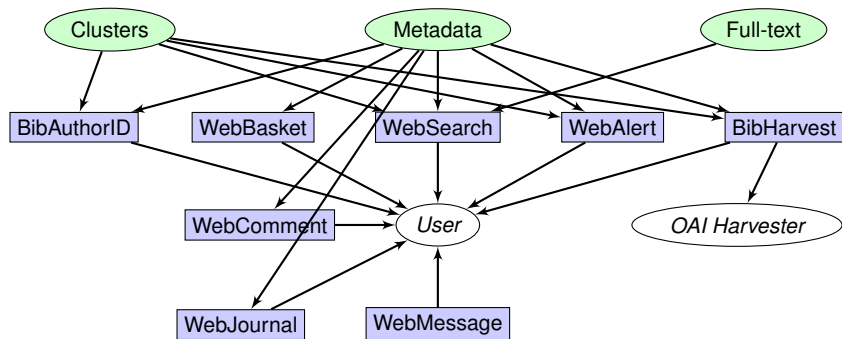 Clusters
Metadata
Full-text
BibAuthorID
WebBasket
WebSearch
WebAlert
BibHarvest
WebComment
User
OAI Harvester
WebJournal
WebMessage